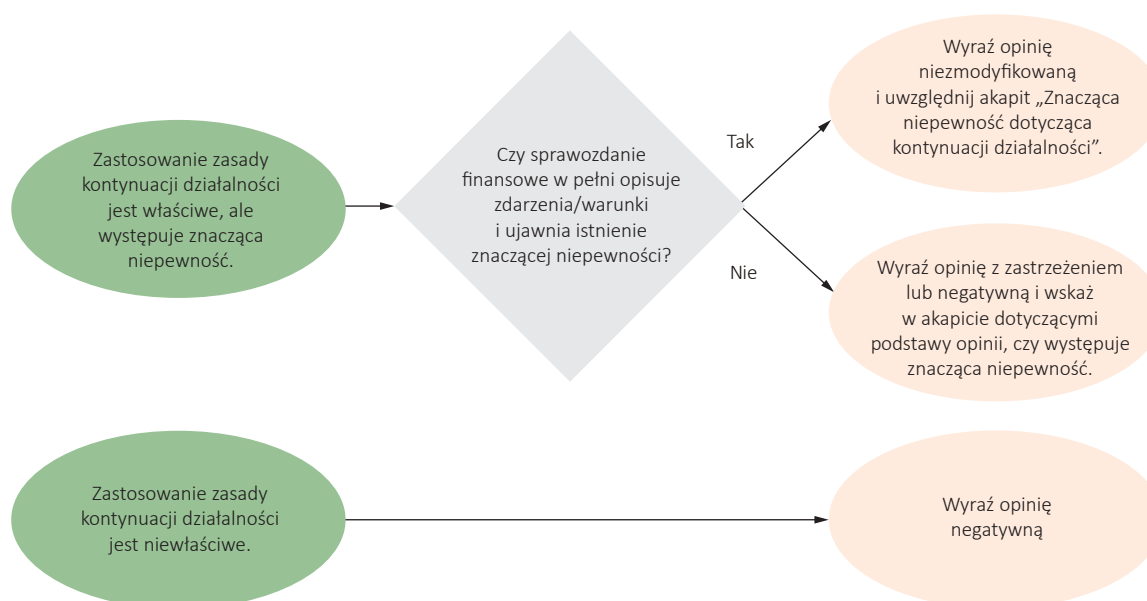 Zastosowanie zasady
kontynuacji działalności
jest właściwe, ale
występuje znacząca
niepewność.
Czy sprawozdanie
finansowe w pełni opisuje
zdarzenia/warunki
i ujawnia istnienie
znaczącej niepewności?
Tak
Wyraź opinię
niezmodyfikowaną
i uwzględnij akapit „Znacząca
niepewność dotycząca
kontynuacji działalności”.
Nie
Wyraź opinię z zastrzeżeniem
lub negatywną i wskaż
w akapicie dotyczącymi
podstawy opinii, czy występuje
znacząca niepewność.
Zastosowanie zasady
kontynuacji działalności
jest niewłaściwe.
Wyraź opinię
negatywną